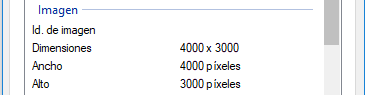 Imagen
Id. de imagen
Dimensiones 4000 x 3000
Ancho 4000 píxeles
Alto 3000 píxeles